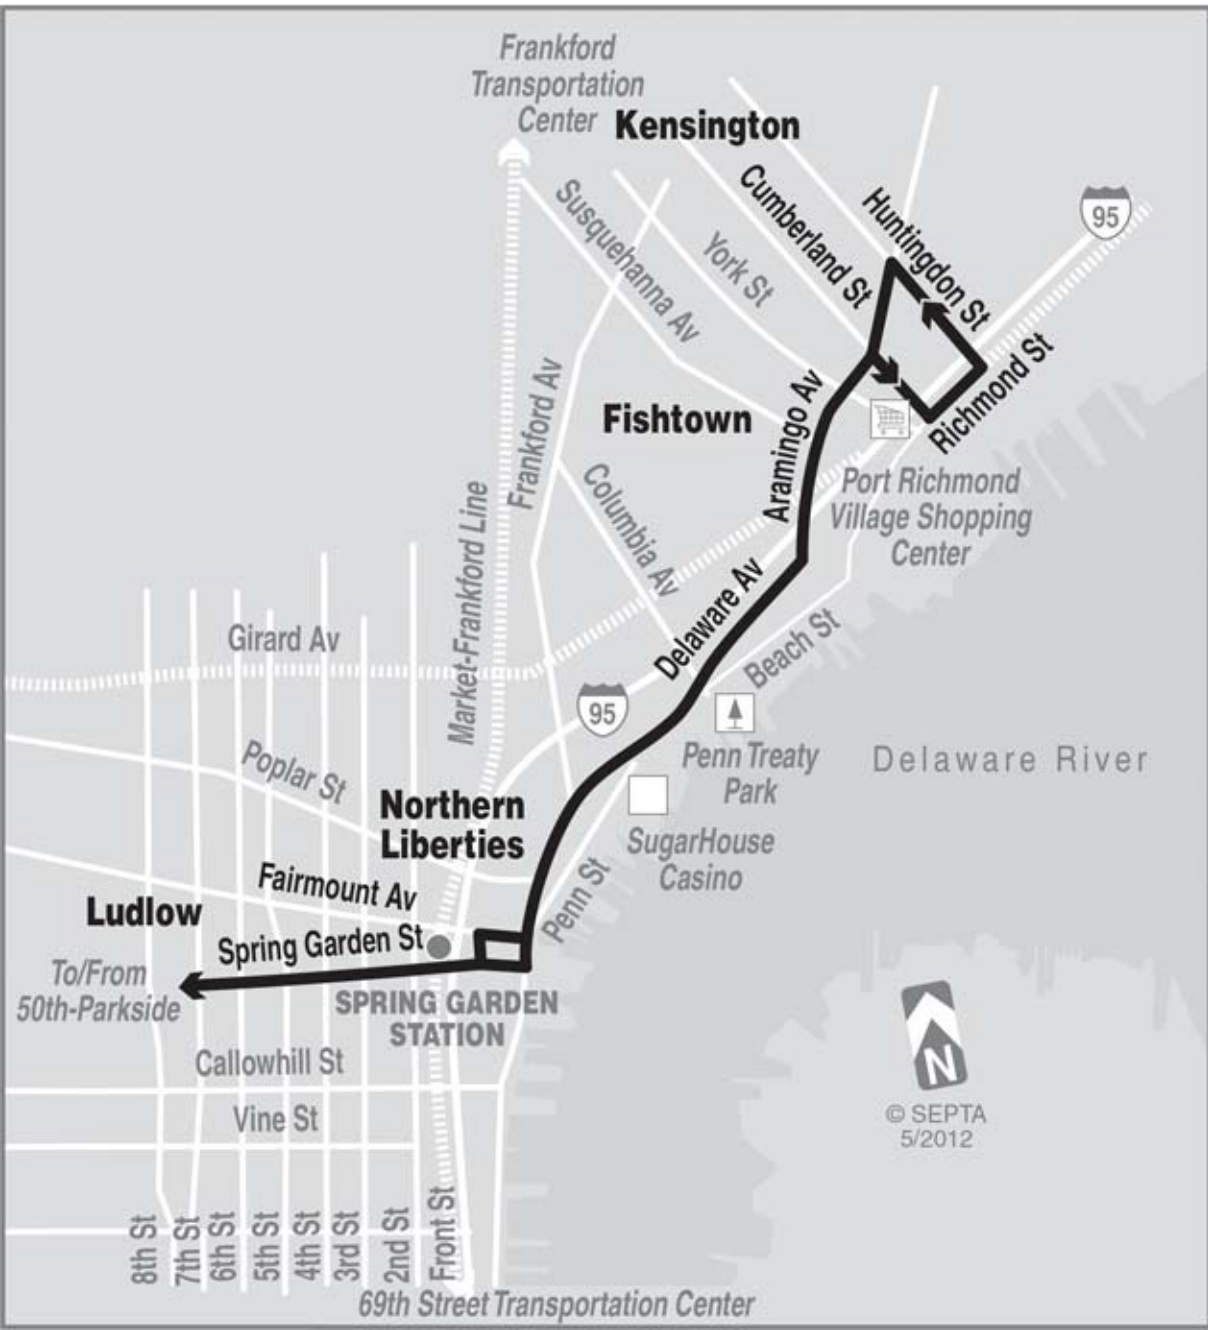 Frankford
Transportation
Center
Kensington
Susquehanna Av
York St
Cumberland St
Huntingdon St
95
Richmond St
Frankford Av
Fishtown
Aramingo Av
Port Richmond
Village Shopping
Center
Columbia Av
Market-Frankford Line
Delaware Av
Beach St
Girard Av
95
Penn Treaty
Park
Delaware River
Poplar St
Northern
Liberties
SugarHouse
Casino
Fairmount Av
Penn St
Ludlow
Spring Garden St
To/From
50th-Parkside
SPRING GARDEN
STATION
N
Callowhill St
© SEPTA
5/2012
Vine St
8th St
7th St
6th St
5th St
4th St
3rd St
2nd St
Front St
69th Street Transportation Center